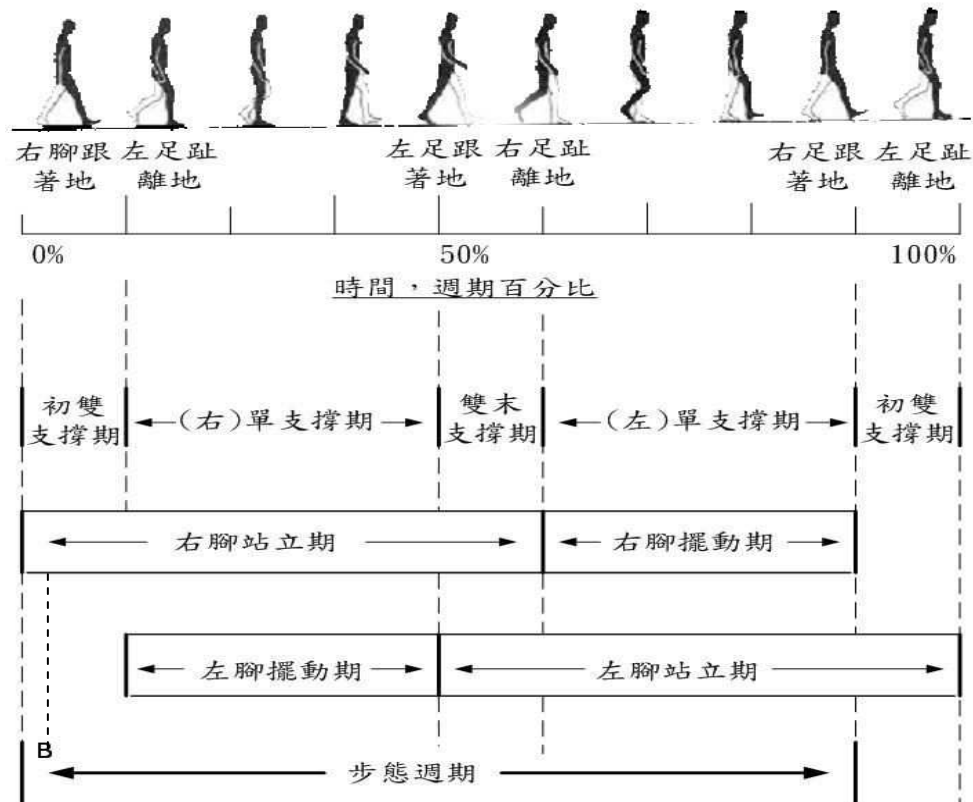 右腳跟 左足趾 左足跟 右足趾 右足跟 左足趾
著地 離地 著地 離地 著地 離地
0% 50% 100%
時間，週期百分比
初雙 雙末 初雙
支撐期 (右)單支撐期 支撐期 (左)單支撐期 支撐期
右腳站立期 右腳擺動期
左腳擺動期 左腳站立期
B
步態週期